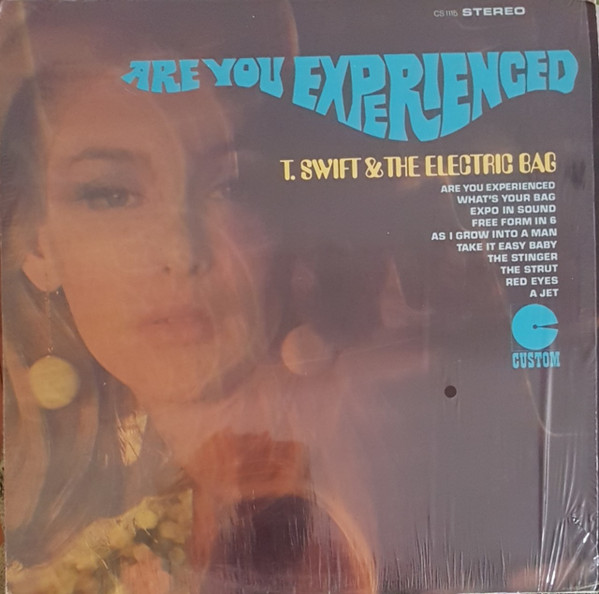 CS 1115 STEREO
ARE YOU EXPERIENCED
T. SWIFT & THE ELECTRIC BAG
ARE YOU EXPERIENCED
WHAT'S YOUR BAG
EXPO IN SOUND
FREE FORM IN 6
AS I GROW INTO A MAN
TAKE IT EASY BABY
THE STINGER
THE STRUT
RED EYES
A JET
CUSTOM